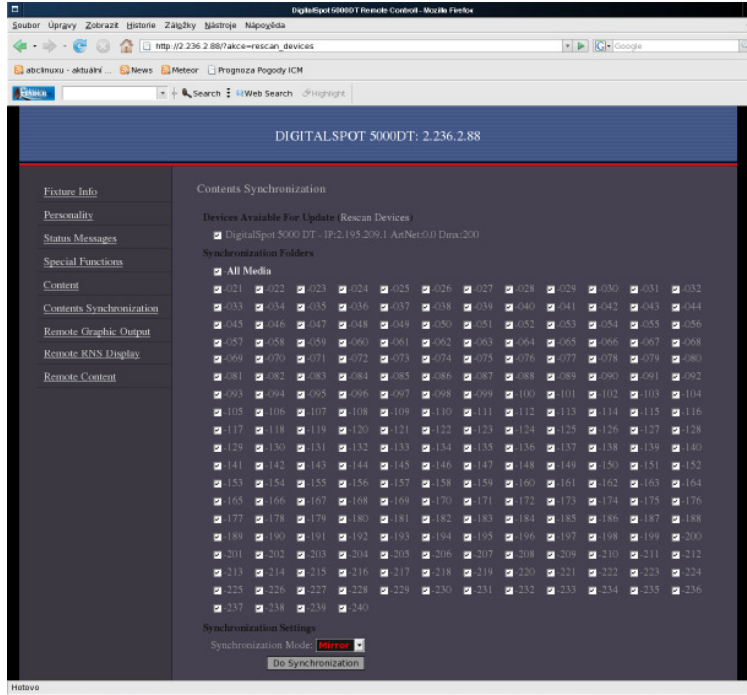 DigitalSpot 5000DT Remote Controll - Mozilla Firefox
Soubor Úpravy Zobrazit Historie Záložky Nástroje Nápověda
http://2.236.2.88/?akce=rescan_devices Google
abclinuxu - aktuální ... News Meteor Prognoza Pogody ICM
Search Web Search Highlight
DIGITALSPOT 5000DT: 2.236.2.88
Fixture Info
Personality
Status Messages
Special Functions
Content
Contents Synchronization
Remote Graphic Output
Remote RNS Display
Remote Content
Contents Synchronization
Devices Avaiable For Update (Rescan Devices)
DigitalSpot 5000 DT - IP:2.195.209.1 ArtNet:0.0 Dmx:200
Synchronization Folders
-All Media
-021 -022 -023 -024 -025 -026 -027 -028 -029 -030 -031 -032
-033 -034 -035 -036 -037 -038 -039 -040 -041 -042 -043 -044
-045 -046 -047 -048 -049 -050 -051 -052 -053 -054 -055 -056
-057 -058 -059 -060 -061 -062 -063 -064 -065 -066 -067 -068
-069 -070 -071 -072 -073 -074 -075 -076 -077 -078 -079 -080
-081 -082 -083 -084 -085 -086 -087 -088 -089 -090 -091 -092
-093 -094 -095 -096 -097 -098 -099 -100 -101 -102 -103 -104
-105 -106 -107 -108 -109 -110 -111 -112 -113 -114 -115 -116
-117 -118 -119 -120 -121 -122 -123 -124 -125 -126 -127 -128
-129 -130 -131 -132 -133 -134 -135 -136 -137 -138 -139 -140
-141 -142 -143 -144 -145 -146 -147 -148 -149 -150 -151 -152
-153 -154 -155 -156 -157 -158 -159 -160 -161 -162 -163 -164
-165 -166 -167 -168 -169 -170 -171 -172 -173 -174 -175 -176
-177 -178 -179 -180 -181 -182 -183 -184 -185 -186 -187 -188
-189 -190 -191 -192 -193 -194 -195 -196 -197 -198 -199 -200
-201 -202 -203 -204 -205 -206 -207 -208 -209 -210 -211 -212
-213 -214 -215 -216 -217 -218 -219 -220 -221 -222 -223 -224
-225 -226 -227 -228 -229 -230 -231 -232 -233 -234 -235 -236
-237 -238 -239 -240
Synchronization Settings
Synchronization Mode: Mirror
Do Synchronization
Hotovo